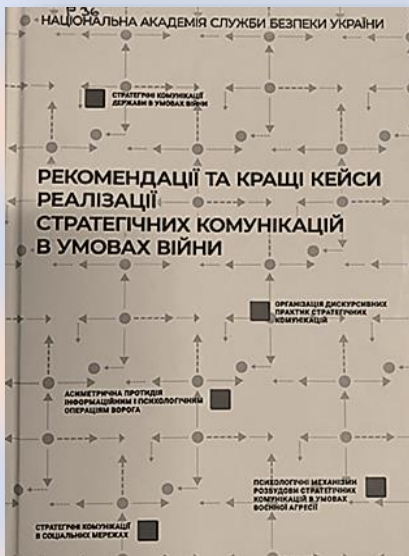 Р36
НАЦІОНАЛЬНА АКАДЕМІЯ СЛУЖБИ БЕЗПЕКИ УКРАЇНИ
СТРАТЕГІЧНІ КОМУНІКАЦІЇ
ДЕРЖАВИ В УМОВАХ ВІЙНИ
РЕКОМЕНДАЦІЇ ТА КРАЩІ КЕЙСИ
РЕАЛІЗАЦІЇ
СТРАТЕГІЧНИХ КОМУНІКАЦІЙ
В УМОВАХ ВІЙНИ
ОРГАНІЗАЦІЯ ДИСКУРСИВНИХ
ПРАКТИК СТРАТЕГІЧНИХ
КОМУНІКАЦІЙ
АСИМЕТРИЧНА ПРОТИДІЯ
ІНФОРМАЦІЙНИМ І ПСИХОЛОГІЧНИМ
ОПЕРАЦІЯМ ВОРОГА
ПСИХОЛОГІЧНІ МЕХАНІЗМИ
РОЗБУДОВИ СТРАТЕГІЧНИХ
КОМУНІКАЦІЙ В УМОВАХ
ВОЄННОЇ АГРЕСІЇ
СТРАТЕГІЧНІ КОМУНІКАЦІЇ
В СОЦІАЛЬНИХ МЕРЕЖАХ